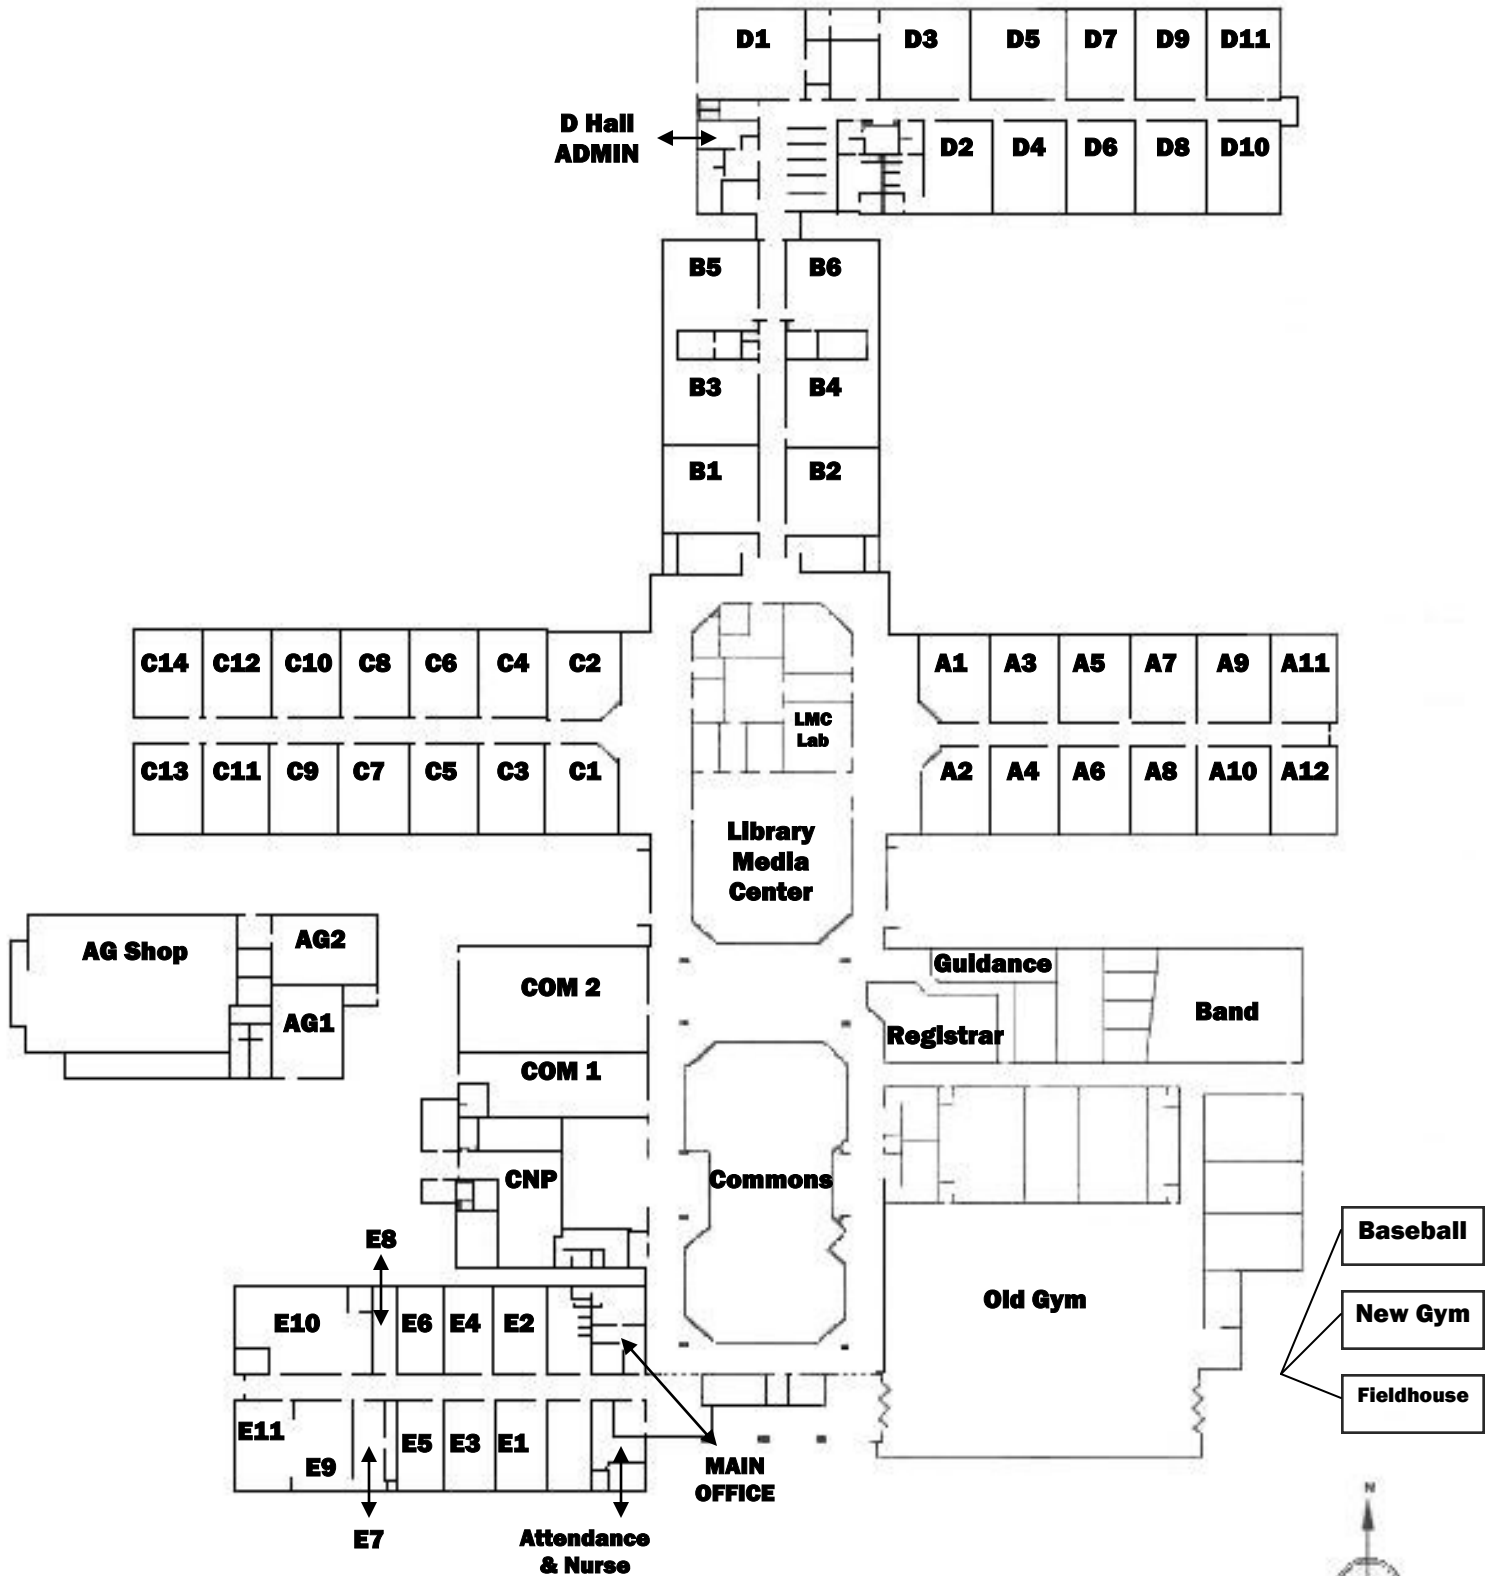 D1 D3 D5 D7 D9 D11
D Hall
ADMIN
D2 D4 D6 D8 D10
B5 B6
B3 B4
B1 B2
C14 C12 C10 C8 C6 C4 C2
A1 A3 A5 A7 A9 A11
LMC
Lab
C13 C11 C9 C7 C5 C3 C1
A2 A4 A6 A8 A10 A12
Library
Media
Center
AG Shop
AG2
AG1
COM 2
COM 1
Guidance
Registrar
Band
CNP
Commons
E8
E10 E6 E4 E2
Old Gym
Baseball
New Gym
Fieldhouse
E11 E9 E5 E3 E1
E7
Attendance
& Nurse
MAIN
OFFICE
N